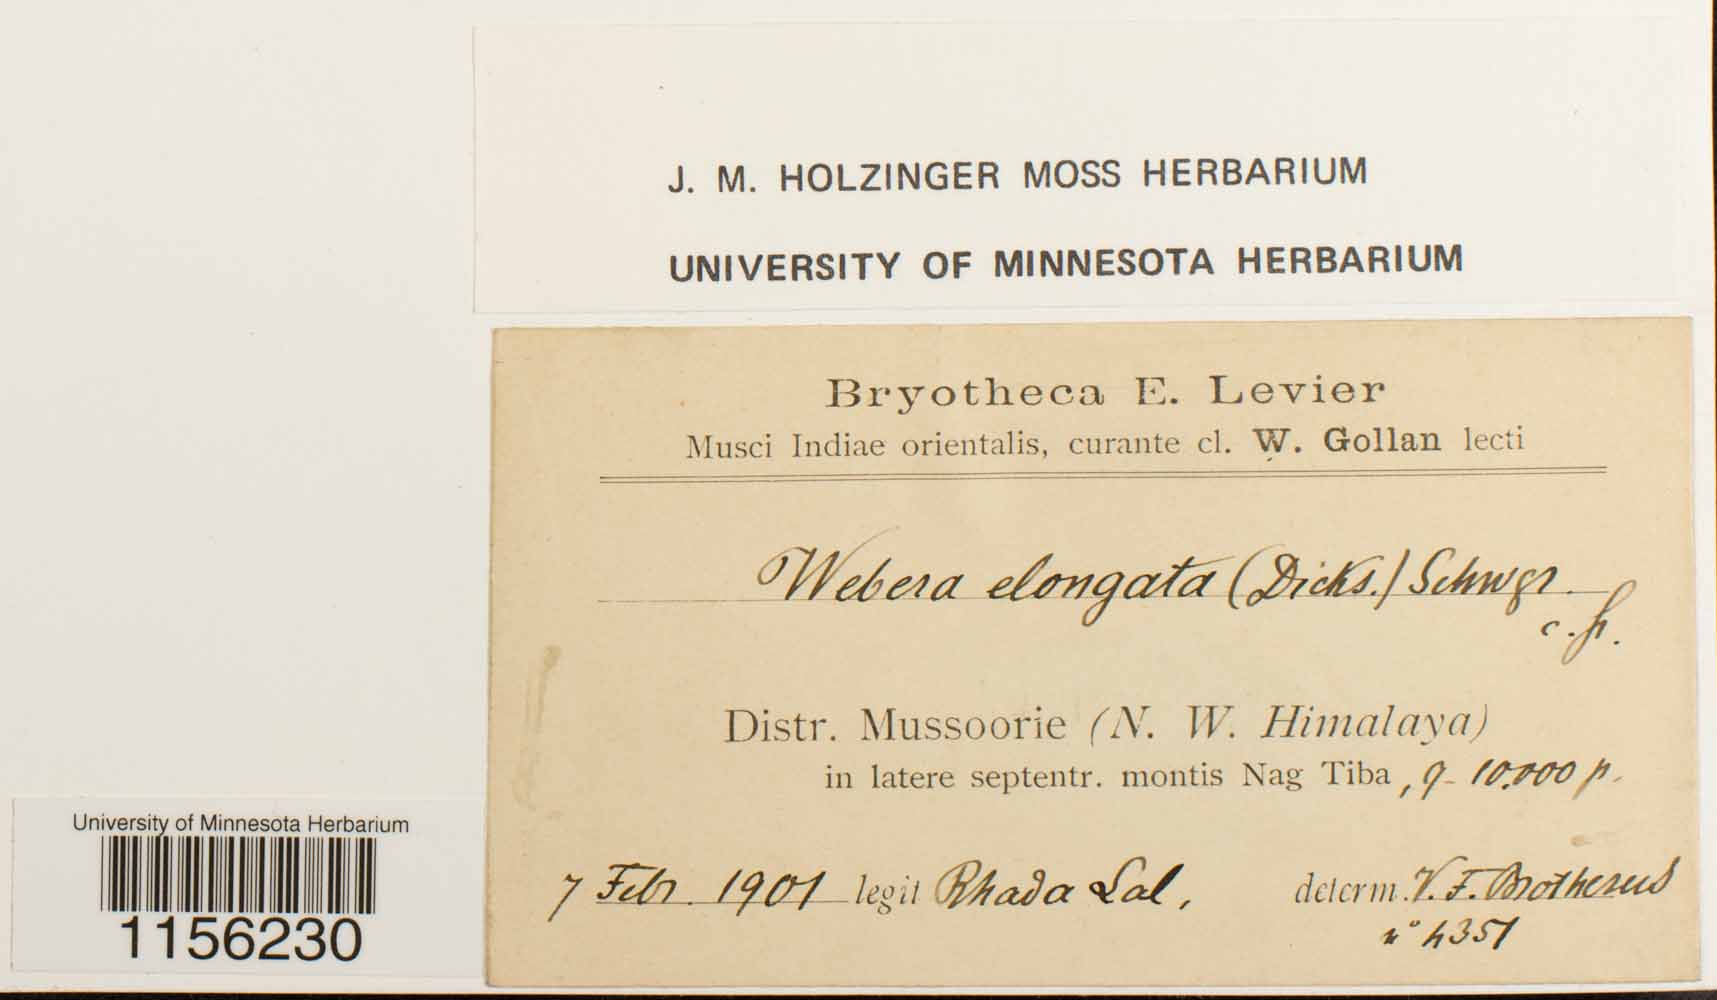 J. M. HOLZINGER MOSS HERBARIUM
UNIVERSITY OF MINNESOTA HERBARIUM
Bryotheca E. Levier
Musci Indiae orientalis, curante cl. W. Gollan lecti
Webera elongata (Dicks.) Schwgr.
c. fr.
Distr. Mussoorie (N. W. Himalaya)
in latere septentr. montis Nag Tiba, 9-10.000 p.
7 Febr. 1901 legit Rhada Lal, determ. V. F. Brotherus
n° 4351
University of Minnesota Herbarium
1156230